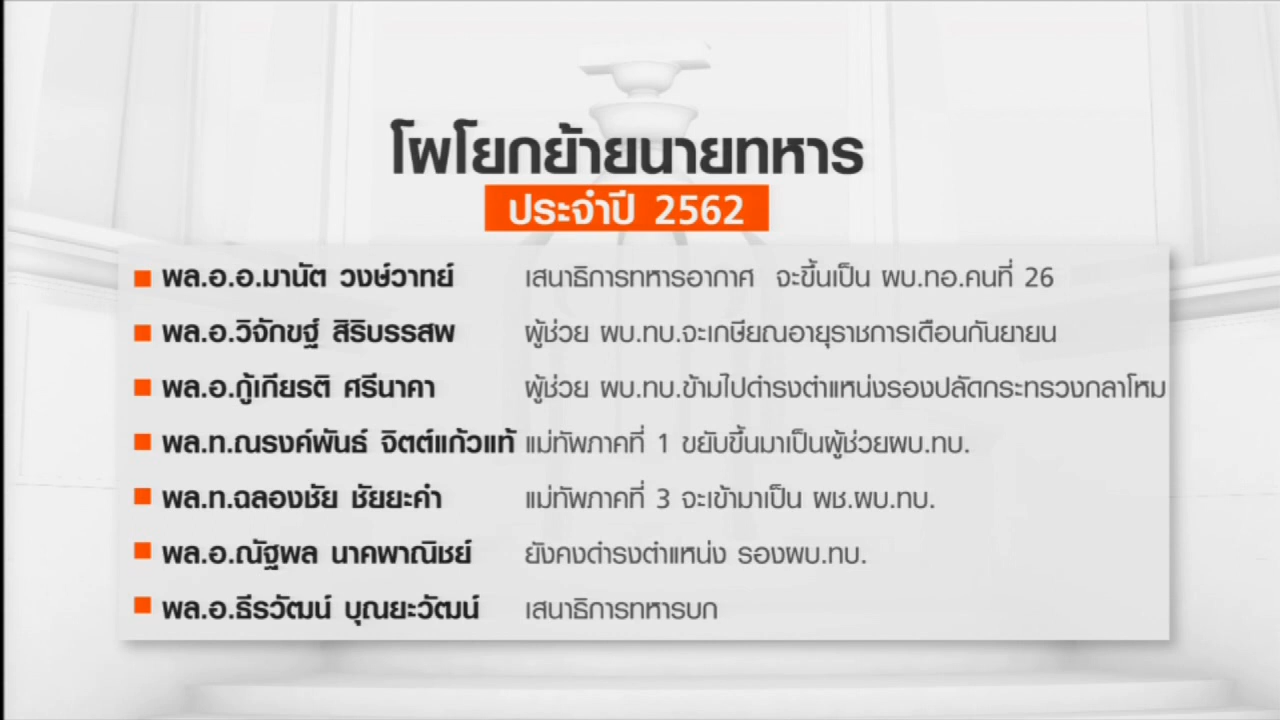 โผโยกย้ายนายทหาร
ประจำปี 2562
พล.อ.อ.มานัต วงษ์วาทย์ เสนาธิการทหารอากาศ จะขึ้นเป็น ผบ.ทอ.คนที่ 26
พล.อ.วิจักขฐ์ สิริบรรสพ ผู้ช่วย ผบ.ทบ.จะเกษียณอายุราชการเดือนกันยายน
พล.อ.กู้เกียรติ ศรีนาคา ผู้ช่วย ผบ.ทบ.ข้ามไปดำรงตำแหน่งรองปลัดกระทรวงกลาโหม
พล.ท.ณรงค์พันธ์ จิตต์แก้วแท้ แม่ทัพภาคที่ 1 ขยับขึ้นมาเป็นผู้ช่วยผบ.ทบ.
พล.ท.ฉลองชัย ชัยยะคำ แม่ทัพภาคที่ 3 จะเข้ามาเป็น ผช.ผบ.ทบ.
พล.อ.ณัฐพล นาคพาณิชย์ ยังคงดำรงตำแหน่ง รองผบ.ทบ.
พล.อ.ธีรวัฒน์ บุณยะวัฒน์ เสนาธิการทหารบก